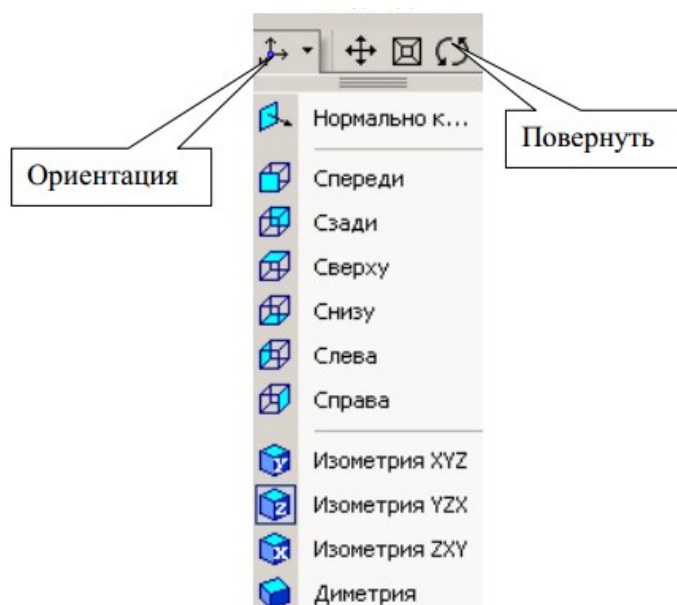 Нормально к...
Повернуть
Ориентация
Спереди
Сзади
Сверху
Снизу
Слева
Справа
Изометрия XYZ
Изометрия YZX
Изометрия ZXY
Диметрия